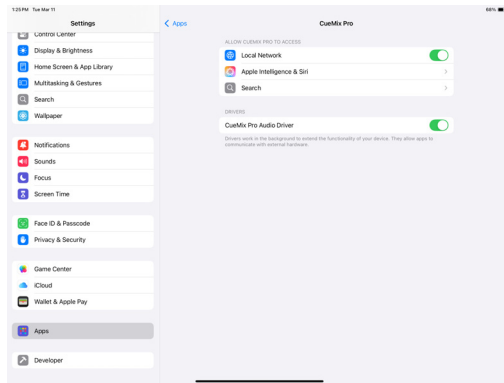 1:25 PM Tue Mar 11
Settings
Control Center
Display & Brightness
Home Screen & App Library
Multitasking & Gestures
Search
Wallpaper
Notifications
Sounds
Focus
Screen Time
Face ID & Passcode
Privacy & Security
Game Center
iCloud
Wallet & Apple Pay
Apps
Developer
Apps
CueMix Pro
ALLOW CUEMIX PRO TO ACCESS
Local Network
Apple Intelligence & Siri
Search
DRIVERS
CueMix Pro Audio Driver
Drivers work in the background to extend the functionality of your device. They allow apps to
communicate with external hardware.